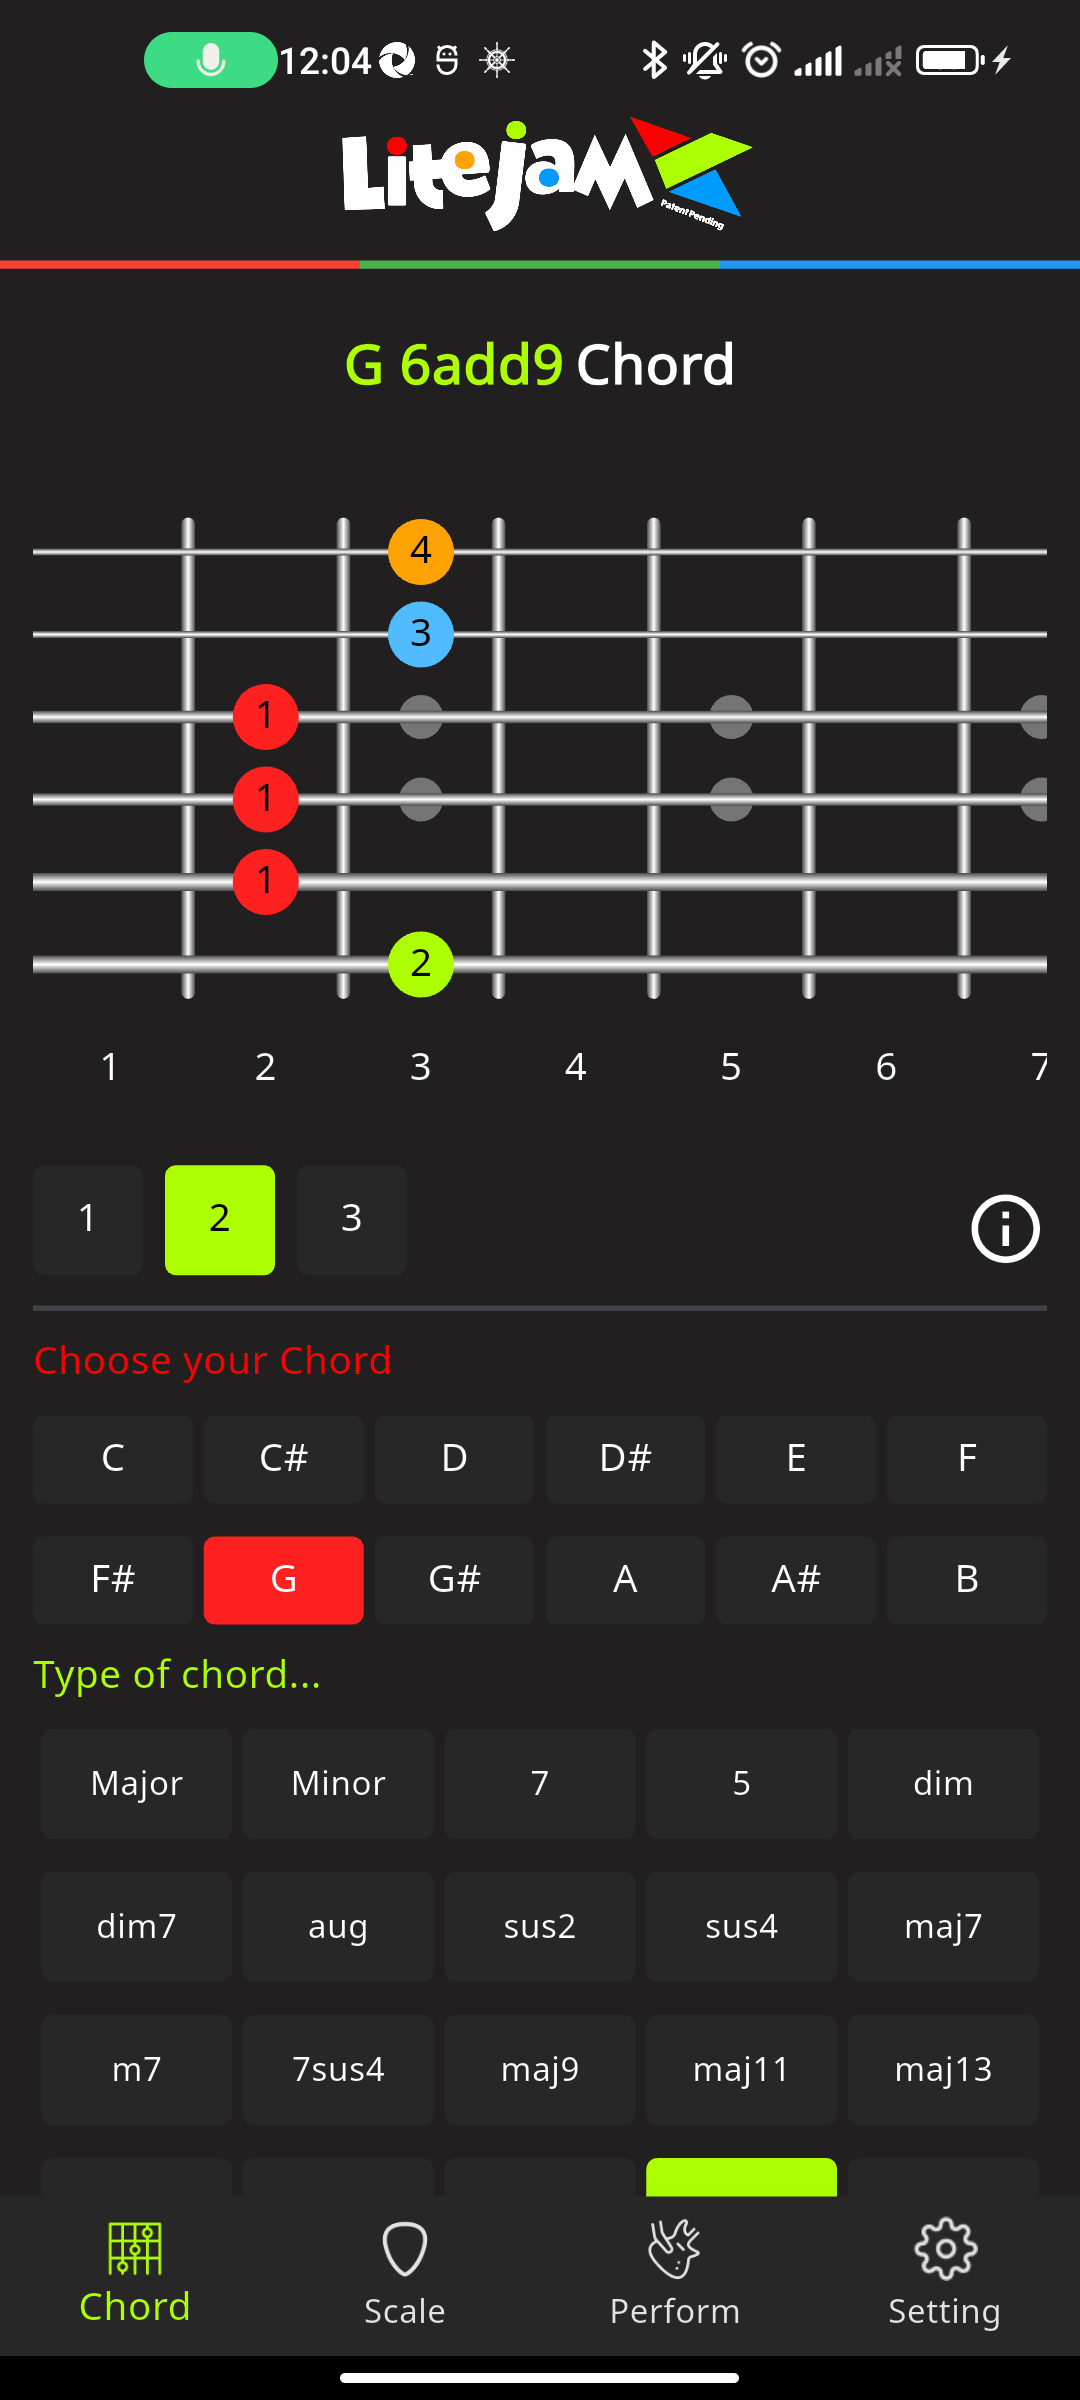 12:04
Litejam
Patent Pending
G 6add9 Chord
4
3
1
1
1
2
1 2 3 4 5 6 7
1 2 3
Choose your Chord
C C# D D# E F
F# G G# A A# B
Type of chord...
Major Minor 7 5 dim
dim7 aug sus2 sus4 maj7
m7 7sus4 maj9 maj11 maj13
Chord Scale Perform Setting